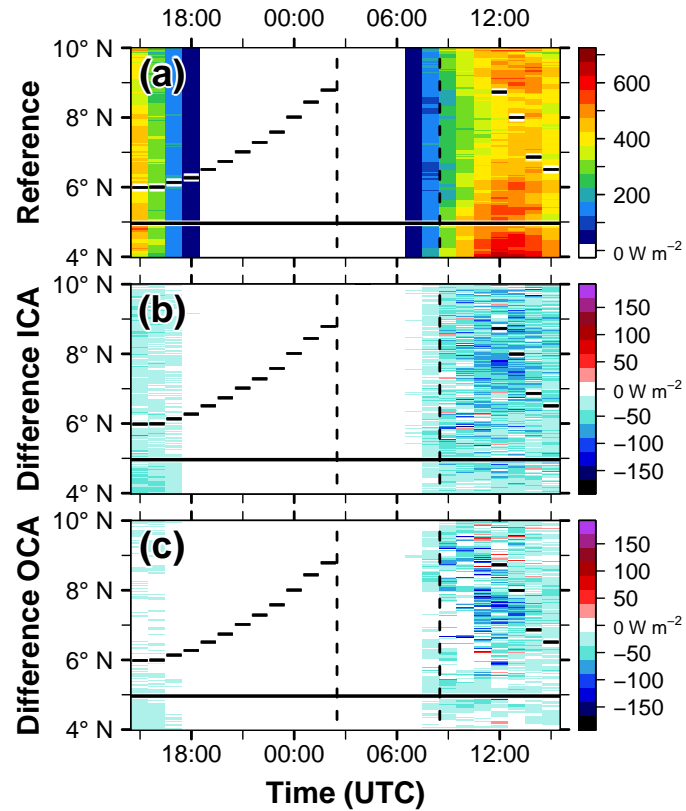 18:00 00:00 06:00 12:00
Reference
(a)
10° N
8° N
6° N
4° N
600
400
200
0 W m−2
Difference ICA
(b)
10° N
8° N
6° N
4° N
150
100
50
0 W m−2
−50
−100
−150
Difference OCA
(c)
10° N
8° N
6° N
4° N
150
100
50
0 W m−2
−50
−100
−150
18:00 00:00 06:00 12:00
Time (UTC)